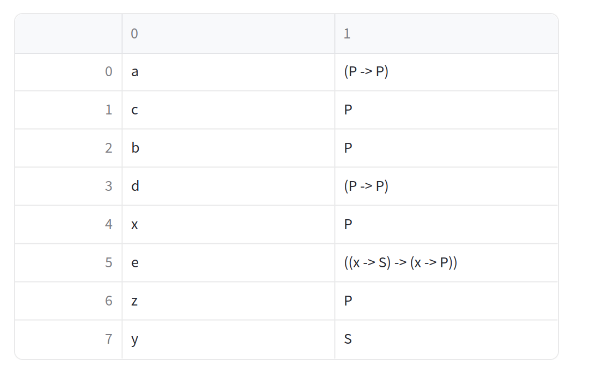 0 1
0 a (P -> P)
1 c P
2 b P
3 d (P -> P)
4 x P
5 e ((x -> S) -> (x -> P))
6 z P
7 y S